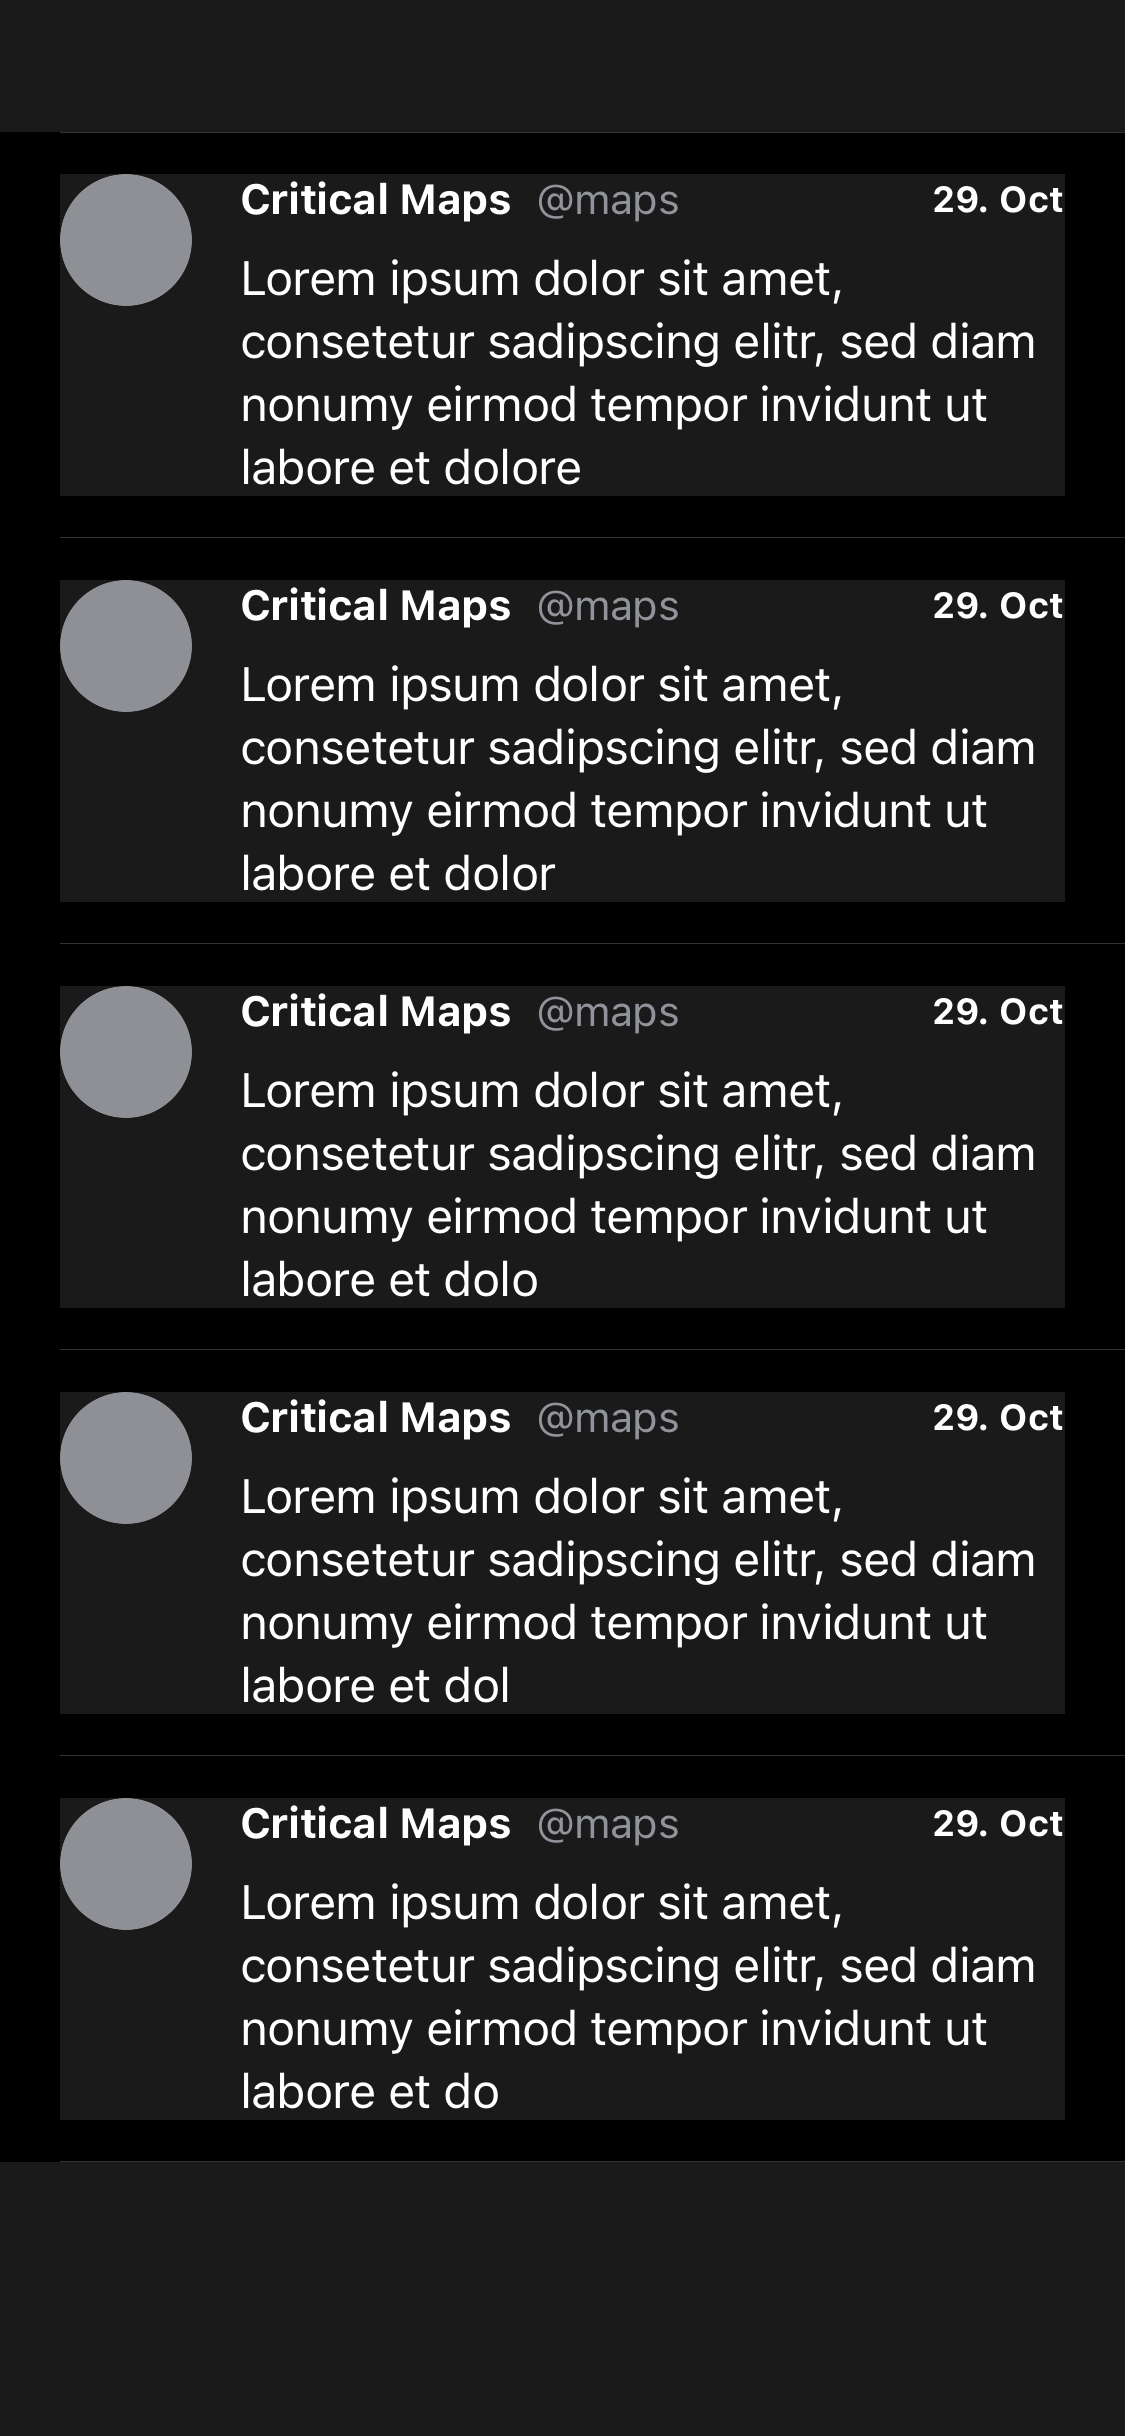 Critical Maps @maps 29. Oct
Lorem ipsum dolor sit amet,
consetetur sadipscing elitr, sed diam
nonumy eirmod tempor invidunt ut
labore et dolore
Critical Maps @maps 29. Oct
Lorem ipsum dolor sit amet,
consetetur sadipscing elitr, sed diam
nonumy eirmod tempor invidunt ut
labore et dolor
Critical Maps @maps 29. Oct
Lorem ipsum dolor sit amet,
consetetur sadipscing elitr, sed diam
nonumy eirmod tempor invidunt ut
labore et dolo
Critical Maps @maps 29. Oct
Lorem ipsum dolor sit amet,
consetetur sadipscing elitr, sed diam
nonumy eirmod tempor invidunt ut
labore et dol
Critical Maps @maps 29. Oct
Lorem ipsum dolor sit amet,
consetetur sadipscing elitr, sed diam
nonumy eirmod tempor invidunt ut
labore et do